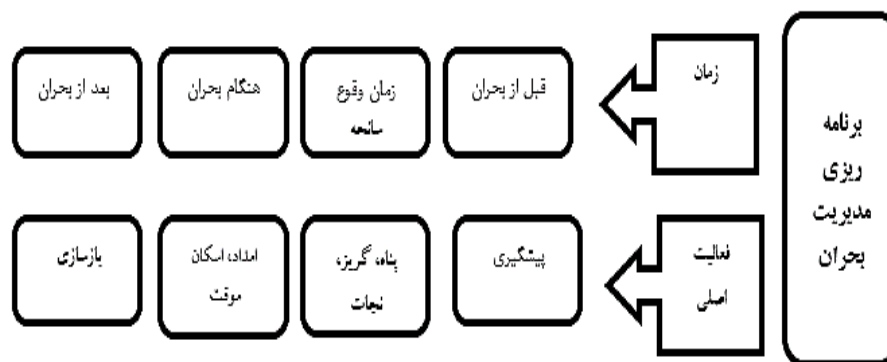 برنامه
ریزی
مدیریت
بحران
زمان
قبل از بحران
زمان وقوع
سانحه
هنگام بحران
بعد از بحران
فعالیت
اصلی
پیشگیری
پناه، گریز،
نجات
امداد، اسکان
موقت
بازسازی